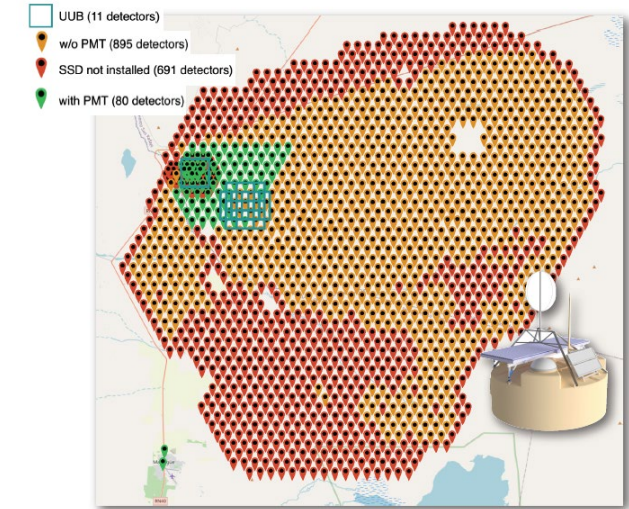 UUB (11 detectors)
w/o PMT (895 detectors)
SSD not installed (691 detectors)
with PMT (80 detectors)